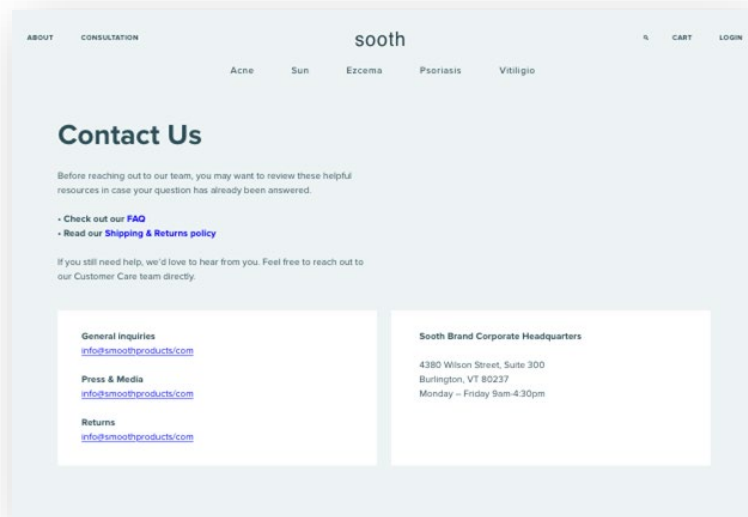 ABOUT CONSULTATION sooth CART LOGIN
Acne Sun Ezcema Psoriasis Vitiligio
Contact Us
Before reaching out to our team, you may want to review these helpful
resources in case your question has already been answered.
• Check out our FAQ
• Read our Shipping & Returns policy
If you still need help, we'd love to hear from you. Feel free to reach out to
our Customer Care team directly.
General inquiries
info@smoothproducts/com
Press & Media
info@smoothproducts/com
Returns
info@smoothproducts/com
Sooth Brand Corporate Headquarters
4380 Wilson Street, Suite 300
Burlington, VT 80237
Monday – Friday 9am-4:30pm